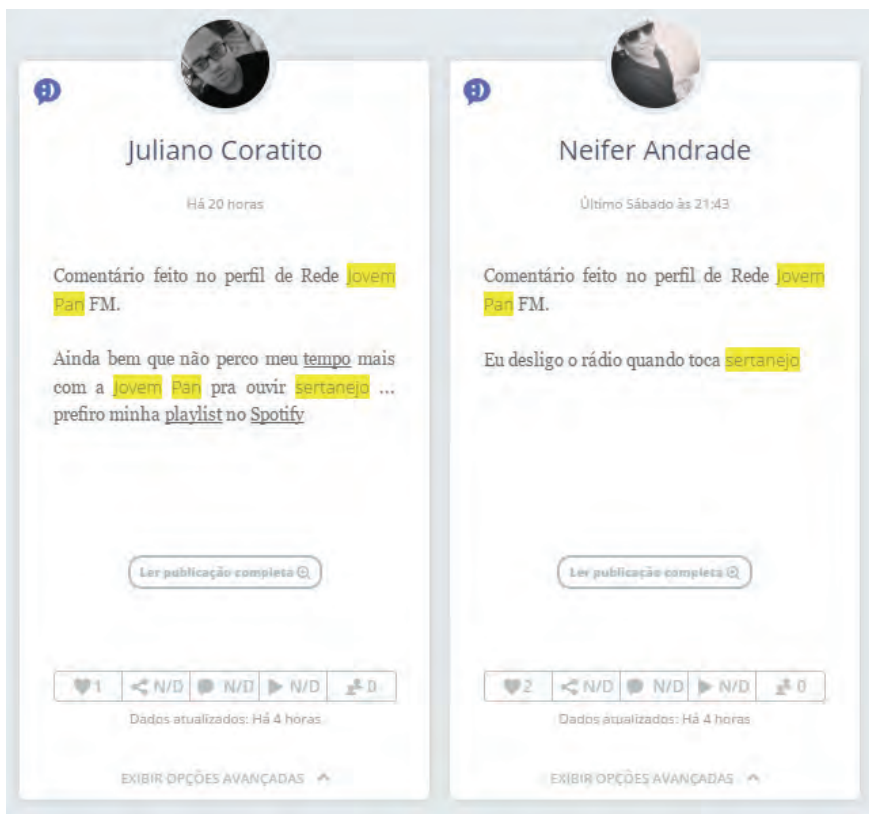 Juliano Coratito
Há 20 horas
Comentário feito no perfil de Rede Jovem
Pan FM.
Ainda bem que não perco meu tempo mais
com a Jovem Pan pra ouvir sertanejo ...
prefiro minha playlist no Spotify
Ler publicação completa
1 N/D N/D N/D 0
Dados atualizados: Há 4 horas
EXIBIR OPÇÕES AVANÇADAS
Neifer Andrade
Último Sábado às 21:43
Comentário feito no perfil de Rede Jovem
Pan FM.
Eu desligo o rádio quando toca sertanejo
Ler publicação completa
2 N/D N/D N/D 0
Dados atualizados: Há 4 horas
EXIBIR OPÇÕES AVANÇADAS